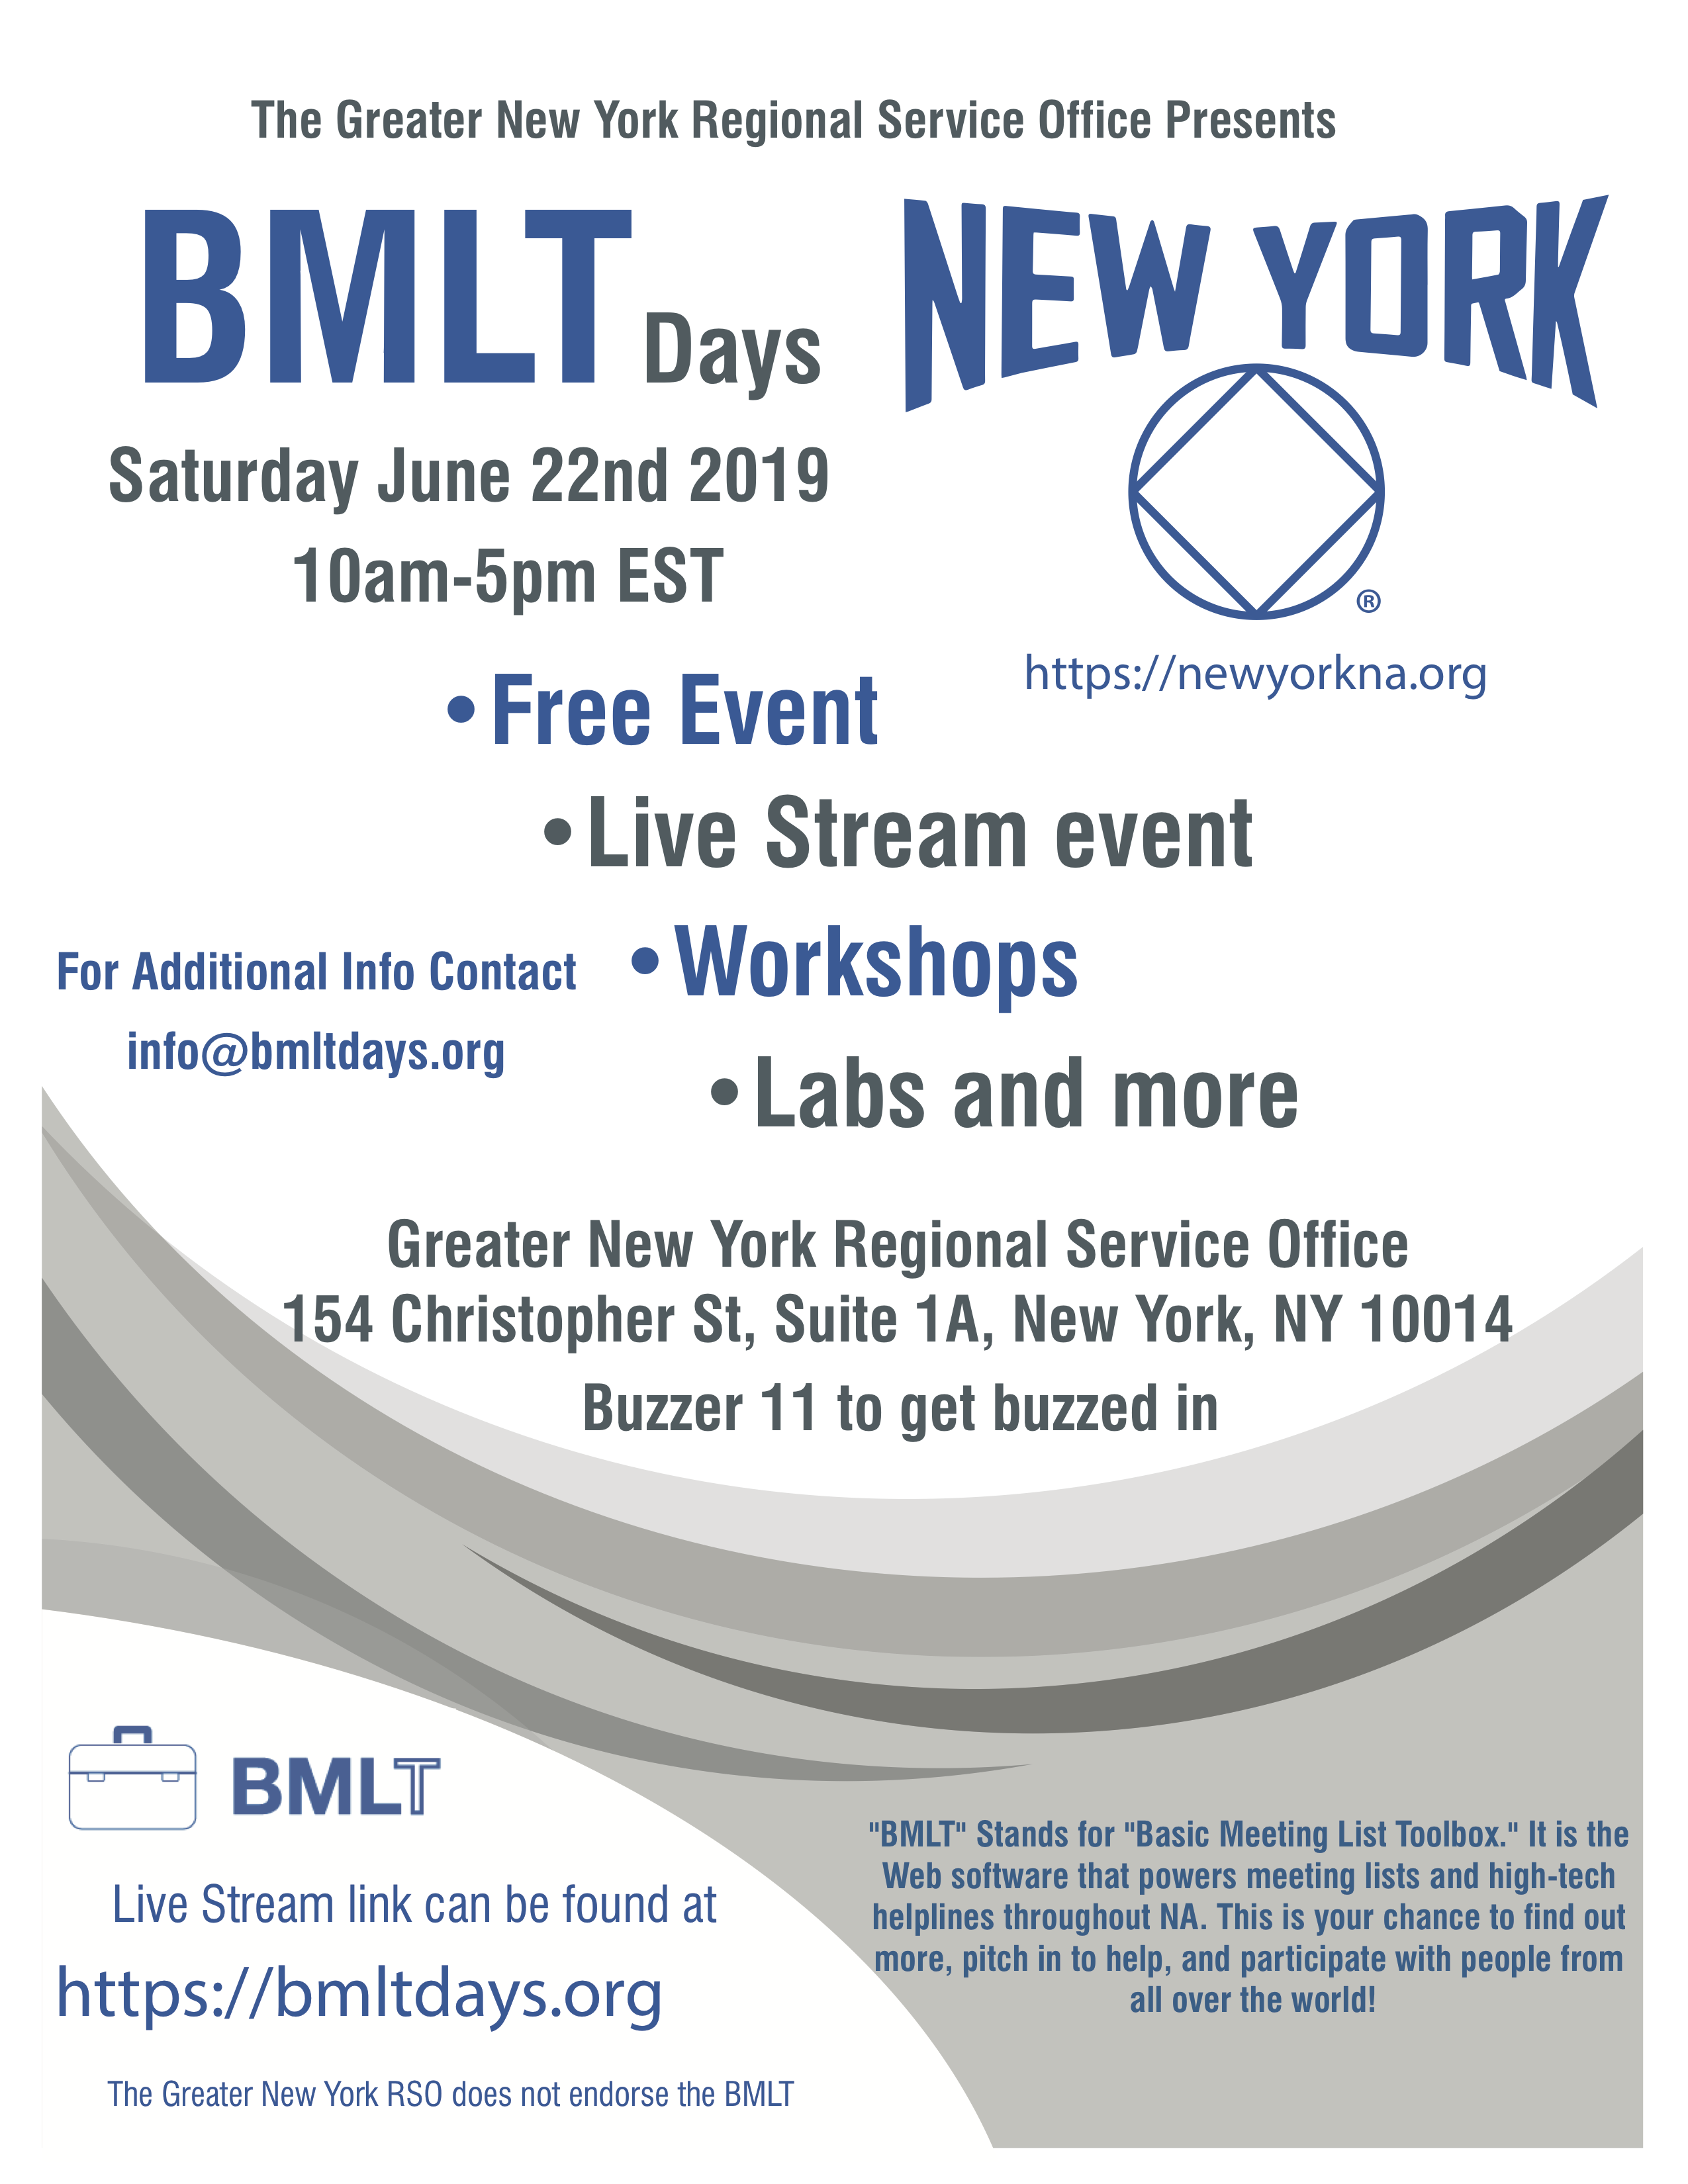 The Greater New York Regional Service Office Presents
BMLT Days
NEW YORK
Saturday June 22nd 2019
10am-5pm EST
®
https://newyorkna.org
• Free Event
• Live Stream event
• Workshops
• Labs and more
For Additional Info Contact
info@bmltdays.org
Greater New York Regional Service Office
154 Christopher St, Suite 1A, New York, NY 10014
Buzzer 11 to get buzzed in
BMLT
Live Stream link can be found at
https://bmltdays.org
The Greater New York RSO does not endorse the BMLT
"BMLT" Stands for "Basic Meeting List Toolbox." It is the
Web software that powers meeting lists and high-tech
helplines throughout NA. This is your chance to find out
more, pitch in to help, and participate with people from
all over the world!